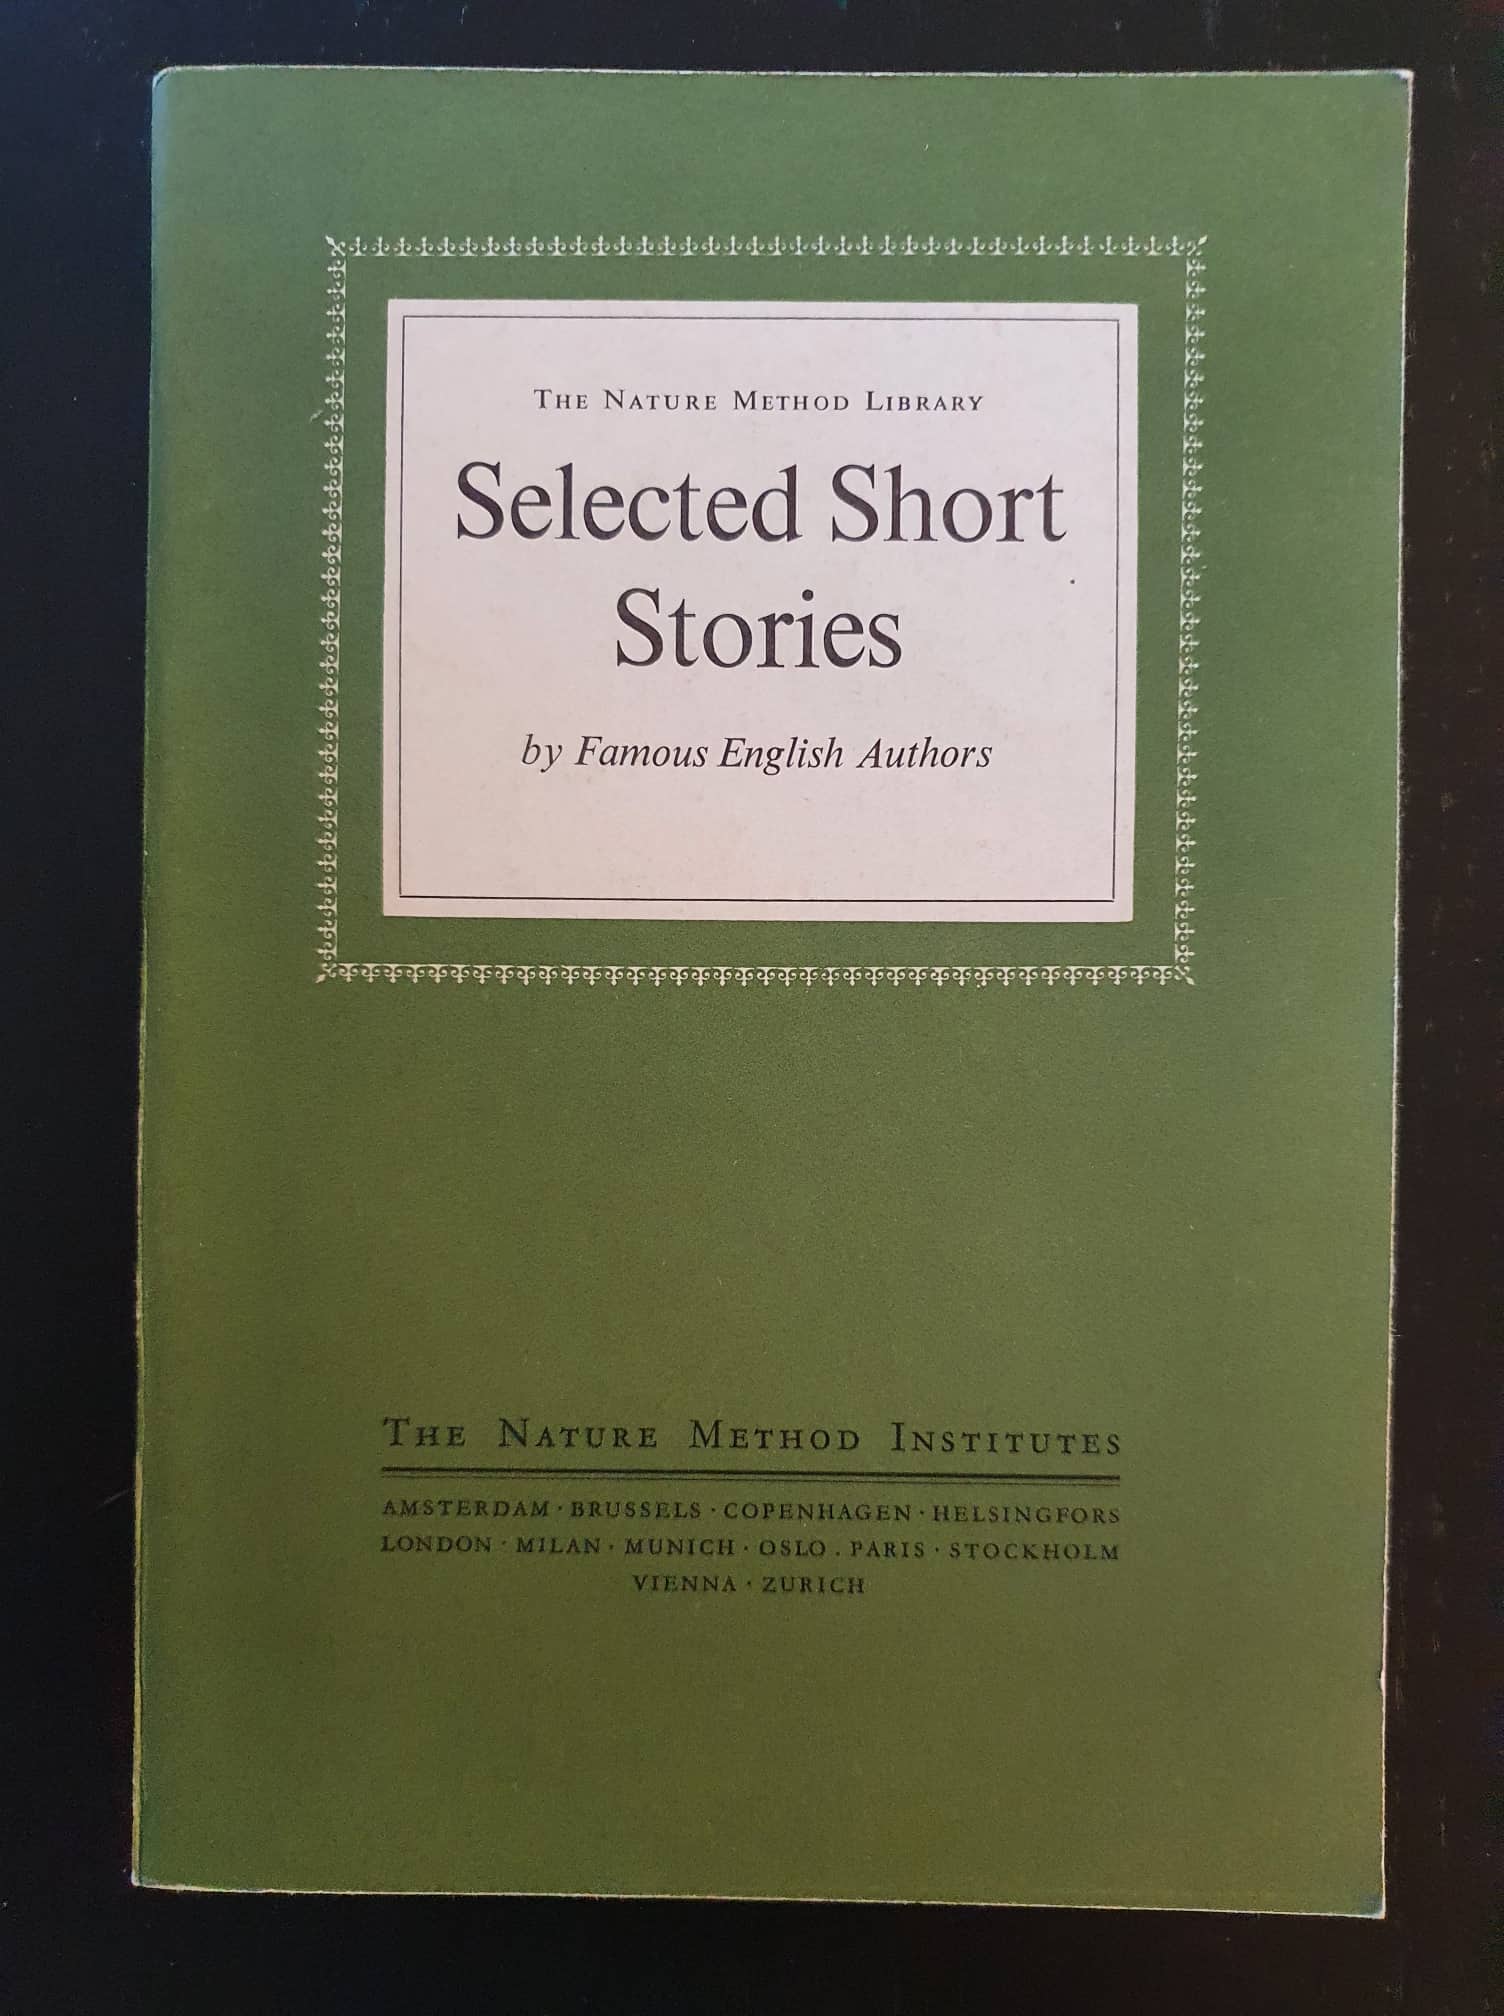 THE NATURE METHOD LIBRARY
Selected Short
Stories
by Famous English Authors
THE NATURE METHOD INSTITUTES
AMSTERDAM · BRUSSELS · COPENHAGEN · HELSINGFORS
LONDON · MILAN · MUNICH · OSLO . PARIS · STOCKHOLM
VIENNA · ZURICH